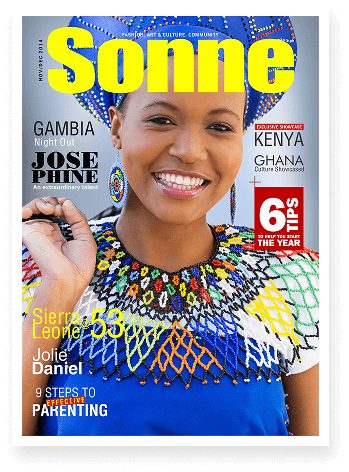 NOV/DEC 2014
FASHION, ART & CULTURE, COMMUNITY
Sonne
GAMBIA
Night Out
JOSE
PHINE
An extraordinary talent
EXCLUSIVE SHOWCASE
KENYA
GHANA
Culture Showcased
6 TIPS
TO HELP YOU START
THE YEAR
Sierra
Leone 53
Jolie
Daniel
9 STEPS TO
EFFECTIVE
PARENTING